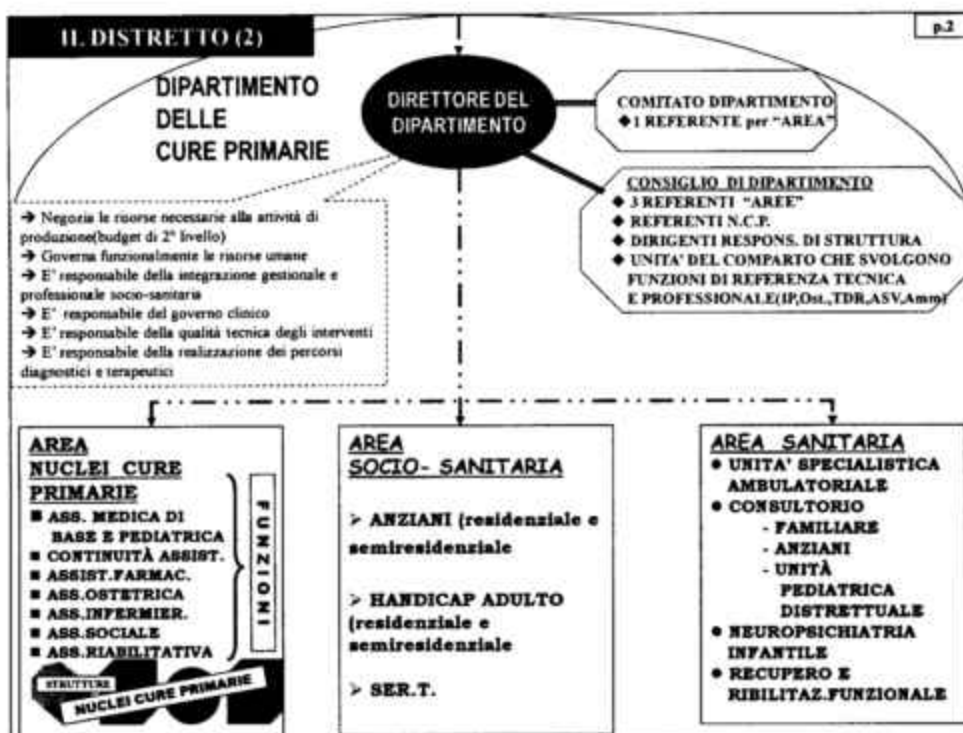 IL DISTRETTO (2)
p.2
DIPARTIMENTO
DELLE
CURE PRIMARIE
DIRETTORE DEL
DIPARTIMENTO
COMITATO DIPARTIMENTO
◆ 1 REFERENTE per “AREA”
CONSIGLIO DI DIPARTIMENTO
◆ 3 REFERENTI “AREE”
◆ REFERENTI N.C.P.
◆ DIRIGENTI RESPONS. DI STRUTTURA
◆ UNITA’ DEL COMPARTO CHE SVOLGONO
FUNZIONI DI REFERENZA TECNICA
E PROFESSIONALE(IP,Ost.,TDR,ASV,Amm)
→ Negozia le risorse necessarie alla attività di
produzione(budget di 2° livello)
→ Governa funzionalmente le risorse umane
→ E’ responsabile della integrazione gestionale e
professionale socio-sanitaria
→ E’ responsabile del governo clinico
→ E’ responsabile della qualità tecnica degli interventi
→ E’ responsabile della realizzazione dei percorsi
diagnostici e terapeutici
AREA
NUCLEI CURE
PRIMARIE
■ ASS. MEDICA DI
BASE E PEDIATRICA
■ CONTINUITÀ ASSIST.
■ ASSIST.FARMAC.
■ ASS.OSTETRICA
■ ASS.INFERMIER.
■ ASS.SOCIALE
■ ASS.RIABILITATIVA
FUNZIONI
STRUTTURE
NUCLEI CURE PRIMARIE
AREA
SOCIO- SANITARIA
➢ ANZIANI (residenziale e
semiresidenziale
➢ HANDICAP ADULTO
(residenziale e
semiresidenziale
➢ SER.T.
AREA SANITARIA
● UNITA’ SPECIALISTICA
AMBULATORIALE
● CONSULTORIO
- FAMILIARE
- ANZIANI
- UNITÀ
PEDIATRICA
DISTRETTUALE
● NEUROPSICHIATRIA
INFANTILE
● RECUPERO E
RIBILITAZ.FUNZIONALE